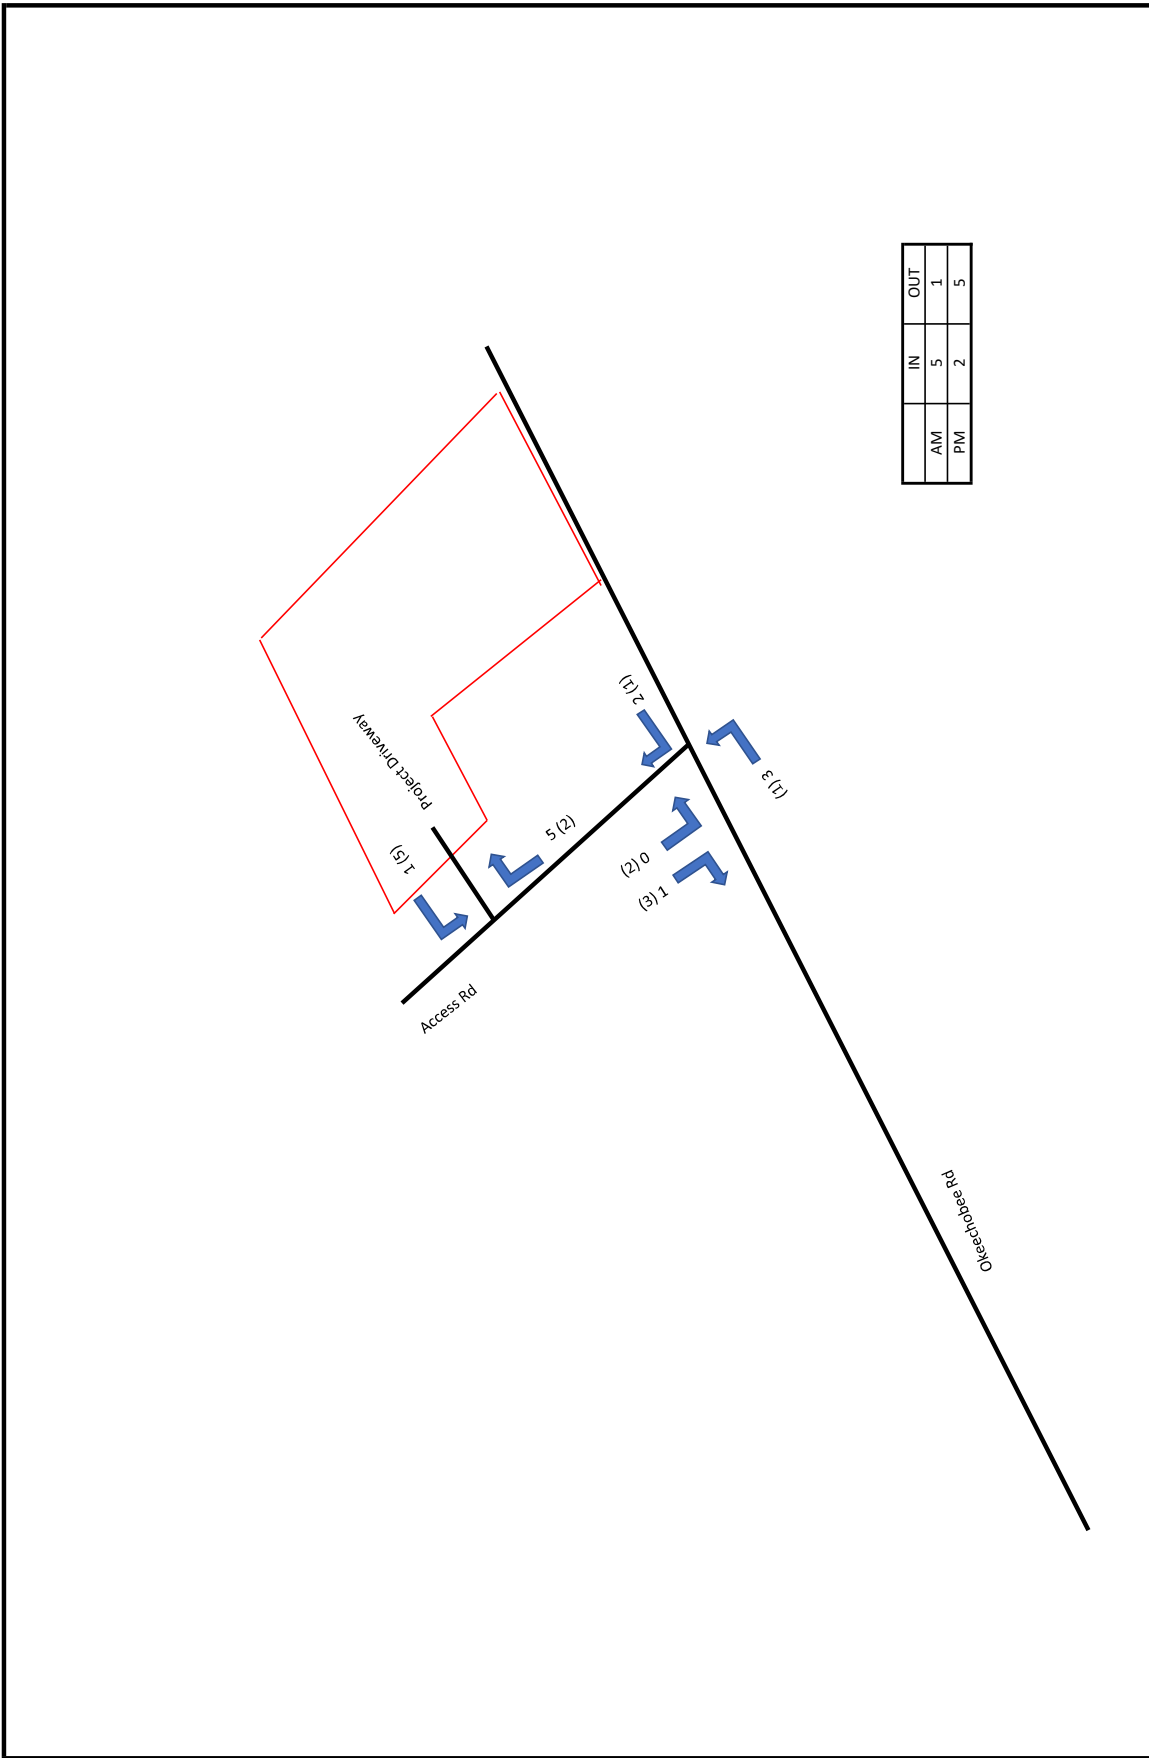 IN OUT
AM 5 1
PM 2 5
Project Driveway
1 (5)
5 (2)
2 (1)
(1) 3
(2) 0
(3) 1
Access Rd
Okeechobee Rd